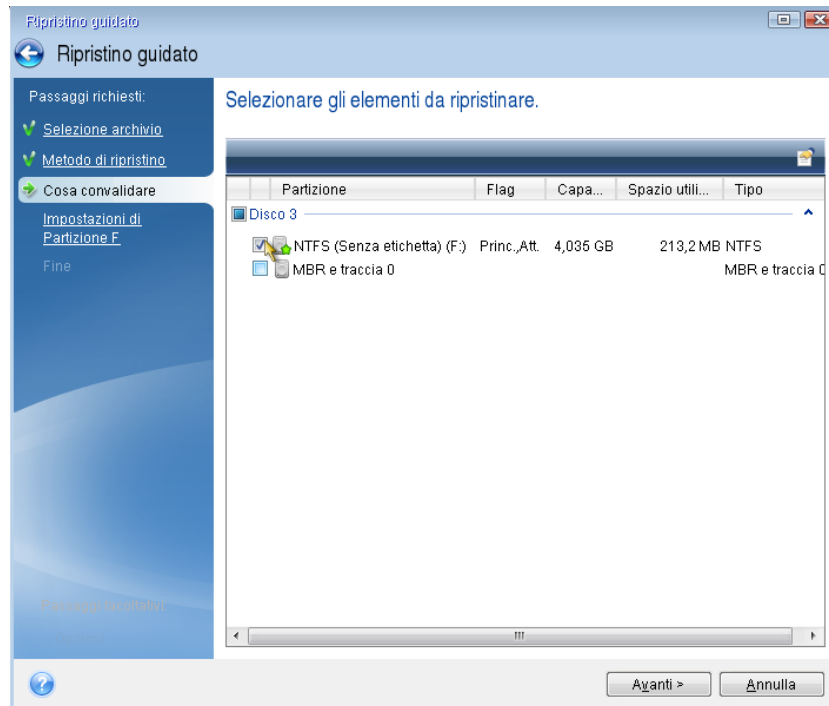 Ripristino guidato
Ripristino guidato
Passaggi richiesti:
Selezione archivio
Metodo di ripristino
Cosa convalidare
Impostazioni di
Partizione F
Fine
Selezionare gli elementi da ripristinare.
Partizione Flag Capa... Spazio utili... Tipo
Disco 3
NTFS (Senza etichetta) (F:) Princ.,Att. 4,035 GB 213,2 MB NTFS
MBR e traccia 0 MBR e traccia 0
Avanti > Annulla